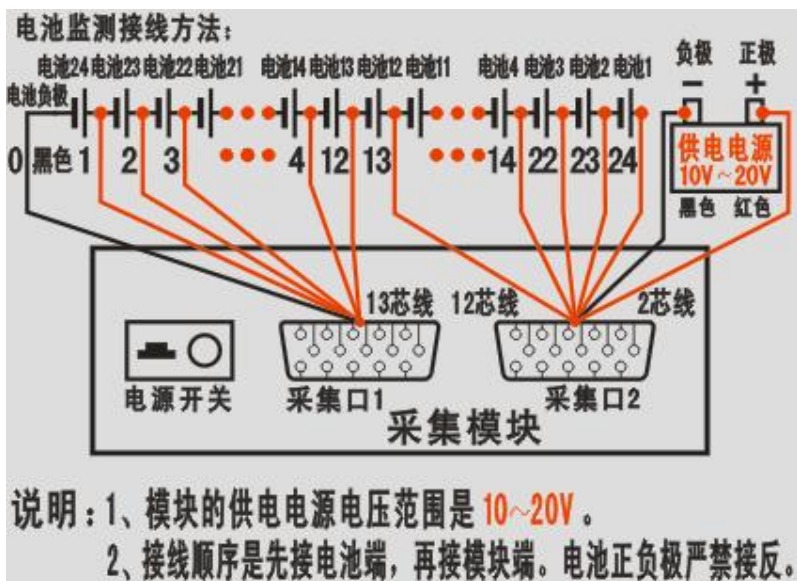 电池监测接线方法：
负极 正极
电池24 电池23 电池22 电池21 电池14 电池13 电池12 电池11 电池4 电池3 电池2 电池1
电池负极
- +
供电电源
10V～20V
0 黑色 1 2 3 4 12 13 14 22 23 24
黑色 红色
13芯线 12芯线 2芯线
电源开关 采集口1 采集口2
采集模块
说明：1、模块的供电电源电压范围是 10～20V 。
2、接线顺序是先接电池端，再接模块端。电池正负极严禁接反。